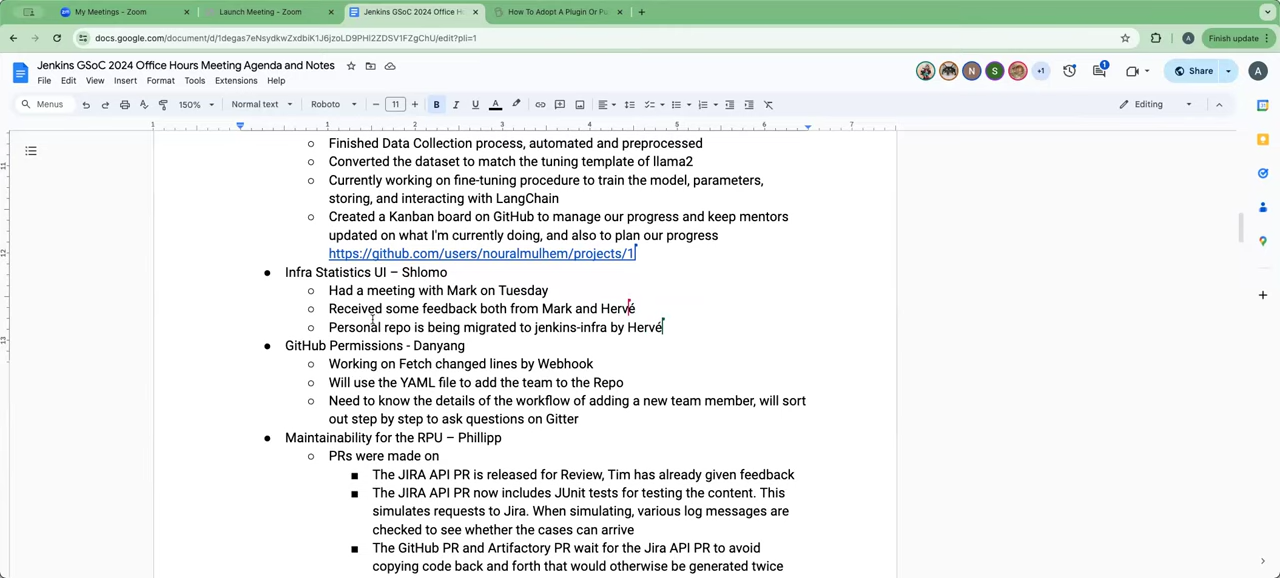 My Meetings - Zoom
Launch Meeting - Zoom
Jenkins GSoC 2024 Office H
How To Adopt A Plugin Or Pu
docs.google.com/document/d/1degas7eNsydkwZxdbiK1J6jzoLD9PHI2ZDSV1FZgChU/edit?pli=1
A
Finish update
Jenkins GSoC 2024 Office Hours Meeting Agenda and Notes
File Edit View Insert Format Tools Extensions Help
N S +1
1
Share
A
Menus
150%
Normal text
Roboto
11
B I U A
Editing
1 1 2 3 4 5 6 7
11
12
13
Finished Data Collection process, automated and preprocessed
Converted the dataset to match the tuning template of llama2
Currently working on fine-tuning procedure to train the model, parameters,
storing, and interacting with LangChain
Created a Kanban board on GitHub to manage our progress and keep mentors
updated on what I'm currently doing, and also to plan our progress
https://github.com/users/nouralmulhem/projects/1
● Infra Statistics UI – Shlomo
○ Had a meeting with Mark on Tuesday
○ Received some feedback both from Mark and Hervé
○ Personal repo is being migrated to jenkins-infra by Hervé
● GitHub Permissions - Danyang
○ Working on Fetch changed lines by Webhook
○ Will use the YAML file to add the team to the Repo
○ Need to know the details of the workflow of adding a new team member, will sort
out step by step to ask questions on Gitter
● Maintainability for the RPU – Phillipp
○ PRs were made on
■ The JIRA API PR is released for Review, Tim has already given feedback
■ The JIRA API PR now includes JUnit tests for testing the content. This
simulates requests to Jira. When simulating, various log messages are
checked to see whether the cases can arrive
■ The GitHub PR and Artifactory PR wait for the Jira API PR to avoid
copying code back and forth that would otherwise be generated twice